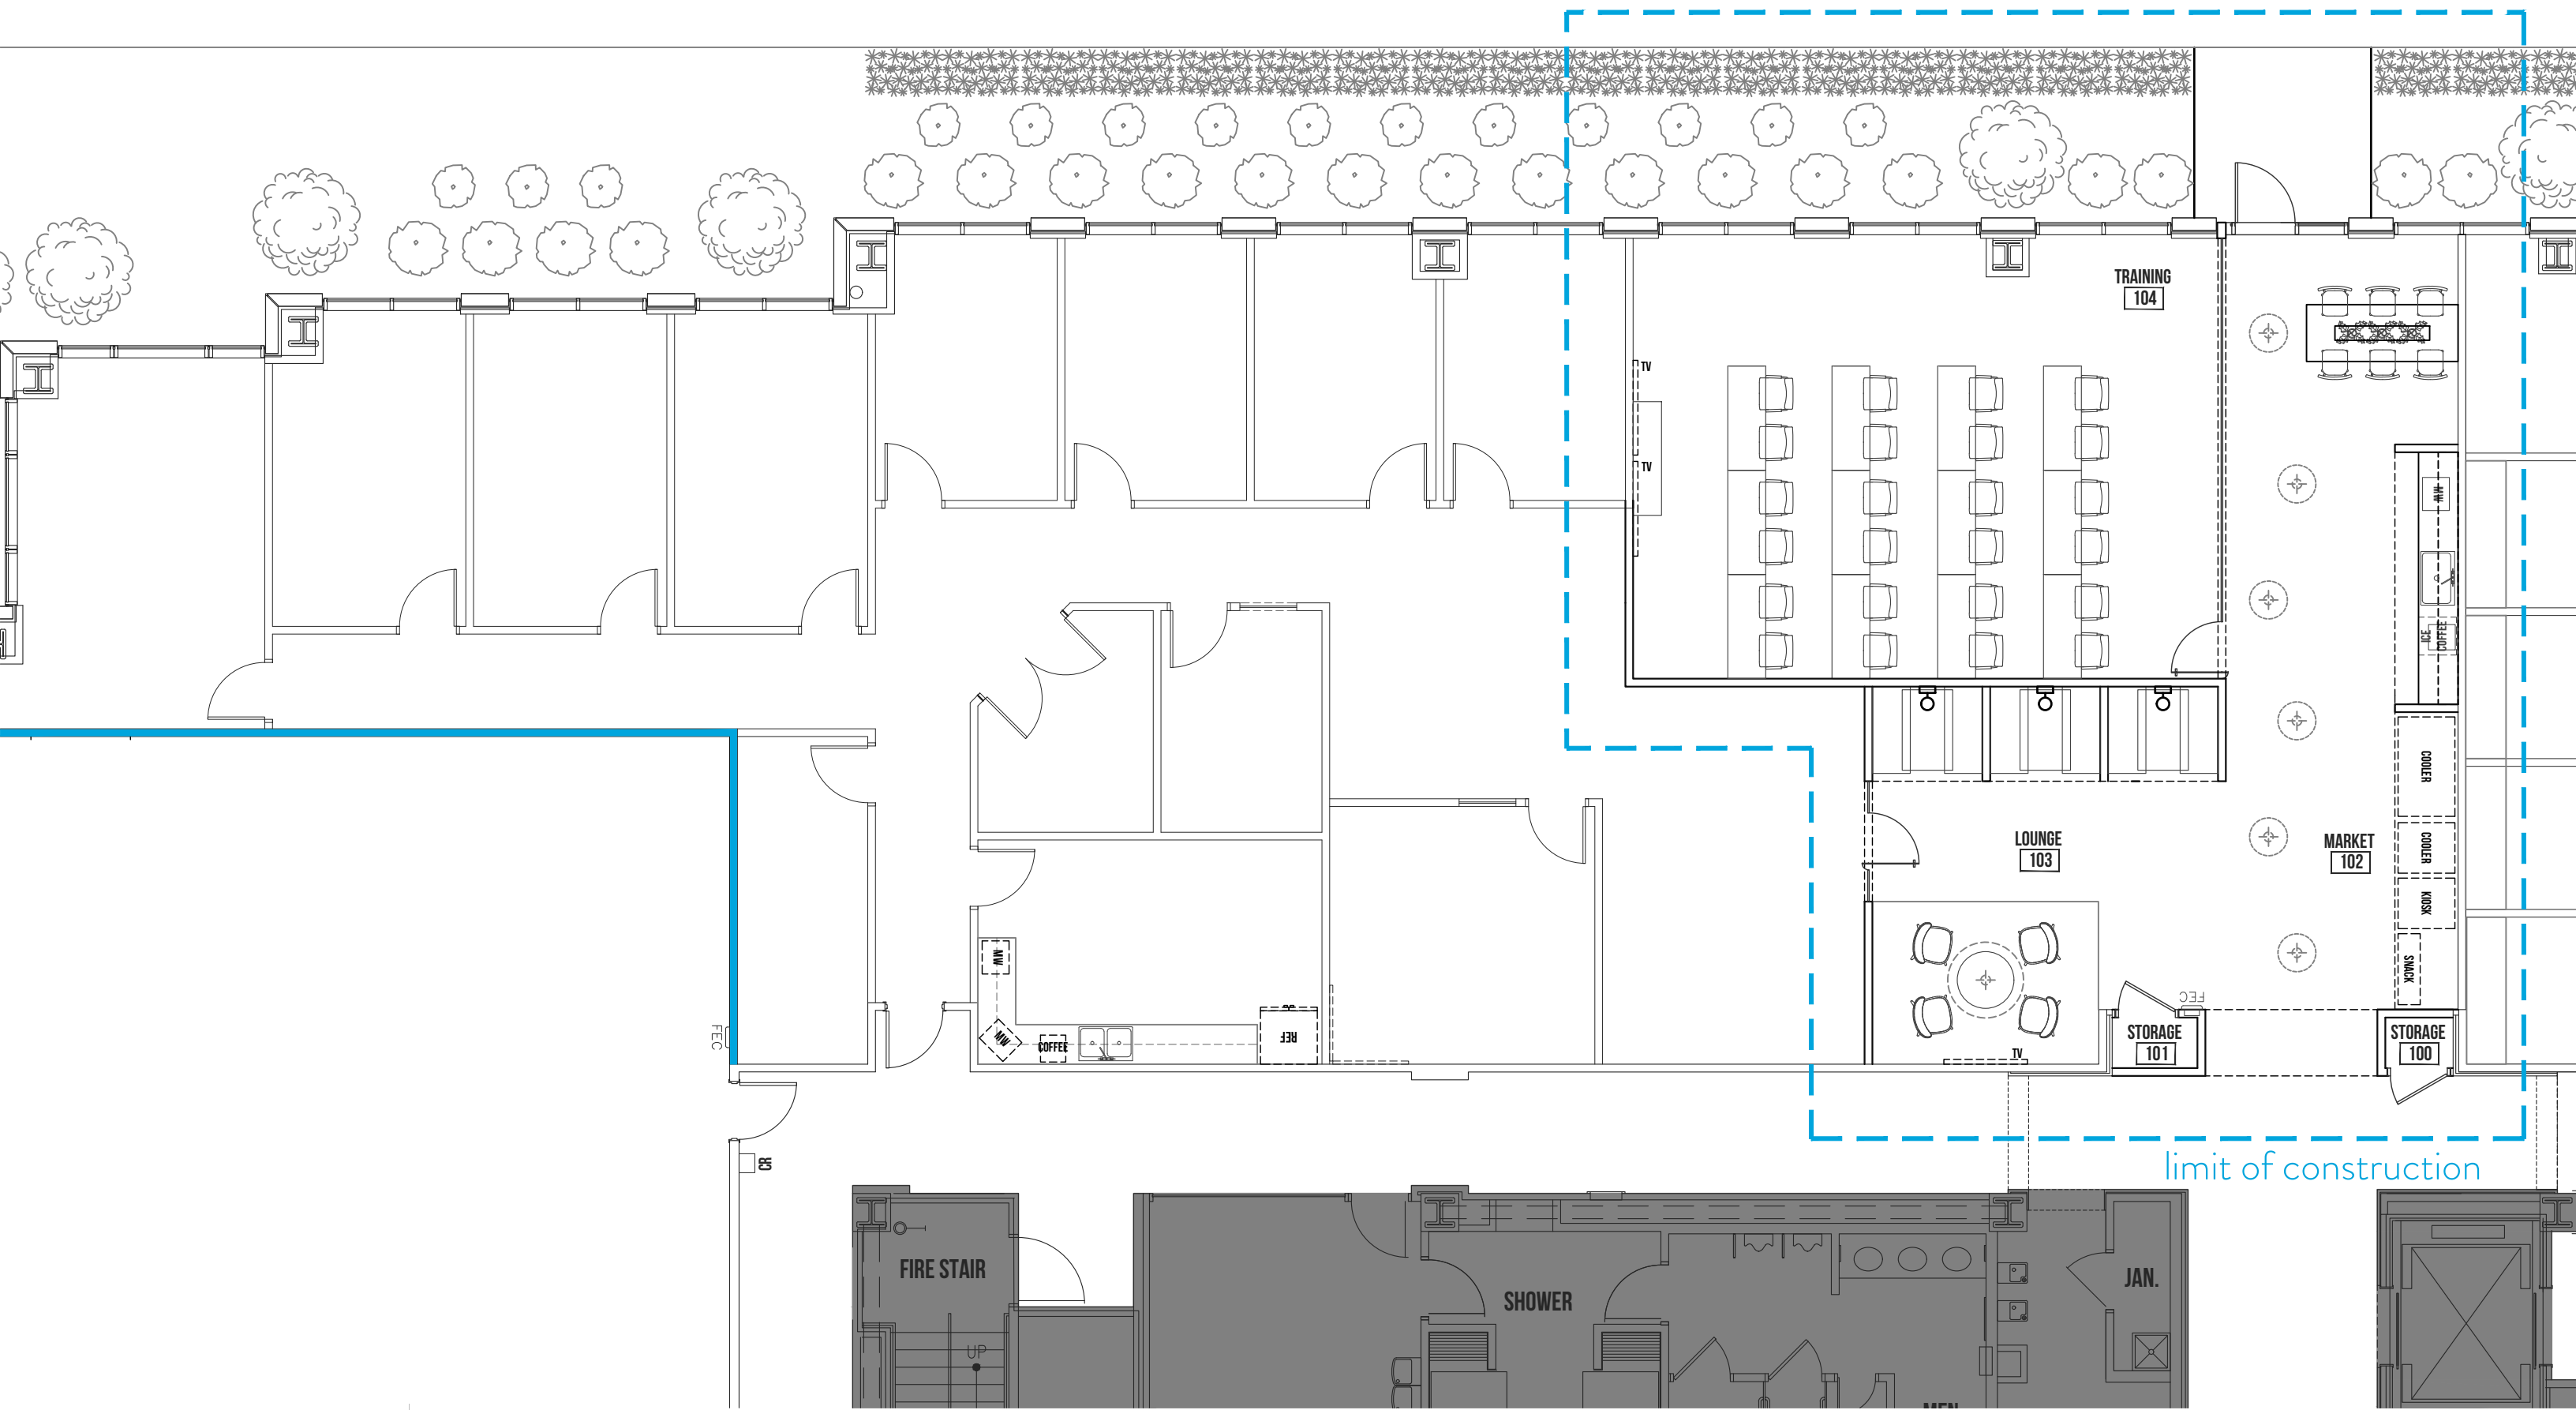 TRAINING
104
TV
TV
MW
ICE
COFFEE
COOLER
COOLER
KIOSK
SNACK
LOUNGE
103
MARKET
102
MW
MW
COFFEE
REF
FEC
FEC
TV
STORAGE
101
STORAGE
100
CR
limit of construction
FIRE STAIR
UP
SHOWER
JAN.